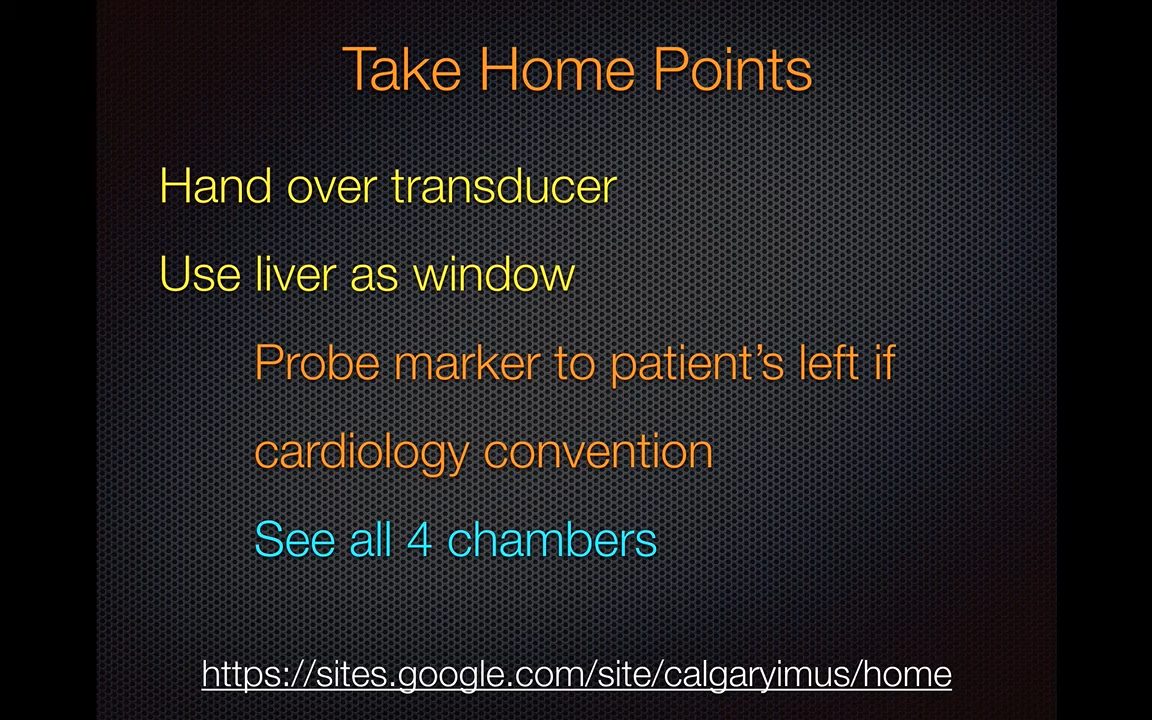 Take Home Points
Hand over transducer
Use liver as window
Probe marker to patient’s left if
cardiology convention
See all 4 chambers
https://sites.google.com/site/calgaryimus/home